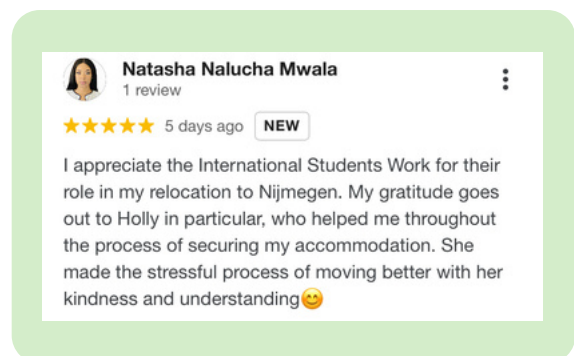 Natasha Nalucha Mwala
1 review
5 days ago NEW
I appreciate the International Students Work for their
role in my relocation to Nijmegen. My gratitude goes
out to Holly in particular, who helped me throughout
the process of securing my accommodation. She
made the stressful process of moving better with her
kindness and understanding😊